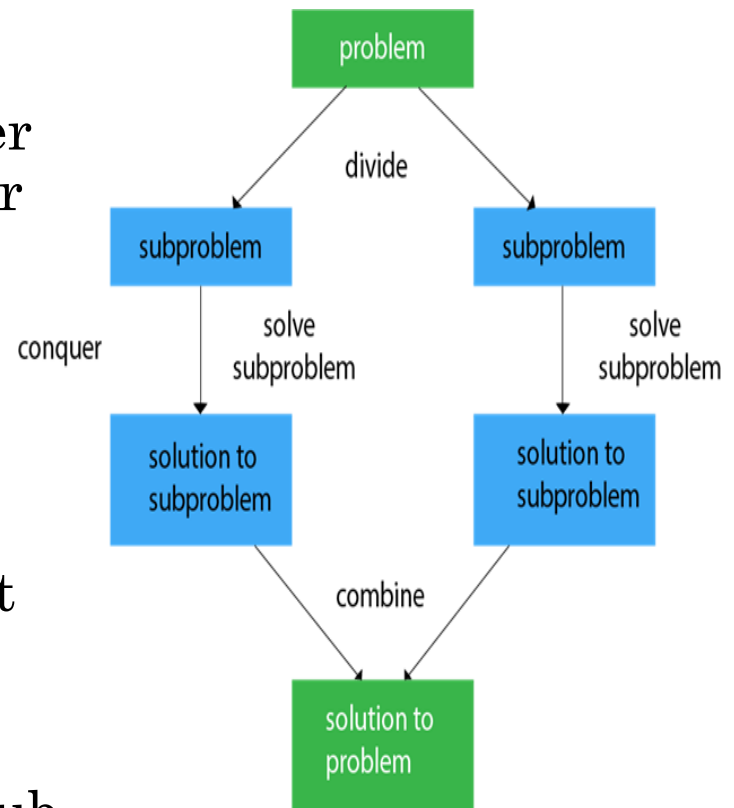 problem
er
divide
r
subproblem
subproblem
solve
subproblem
solve
subproblem
conquer
solution to
subproblem
solution to
subproblem
combine
t
solution to
problem